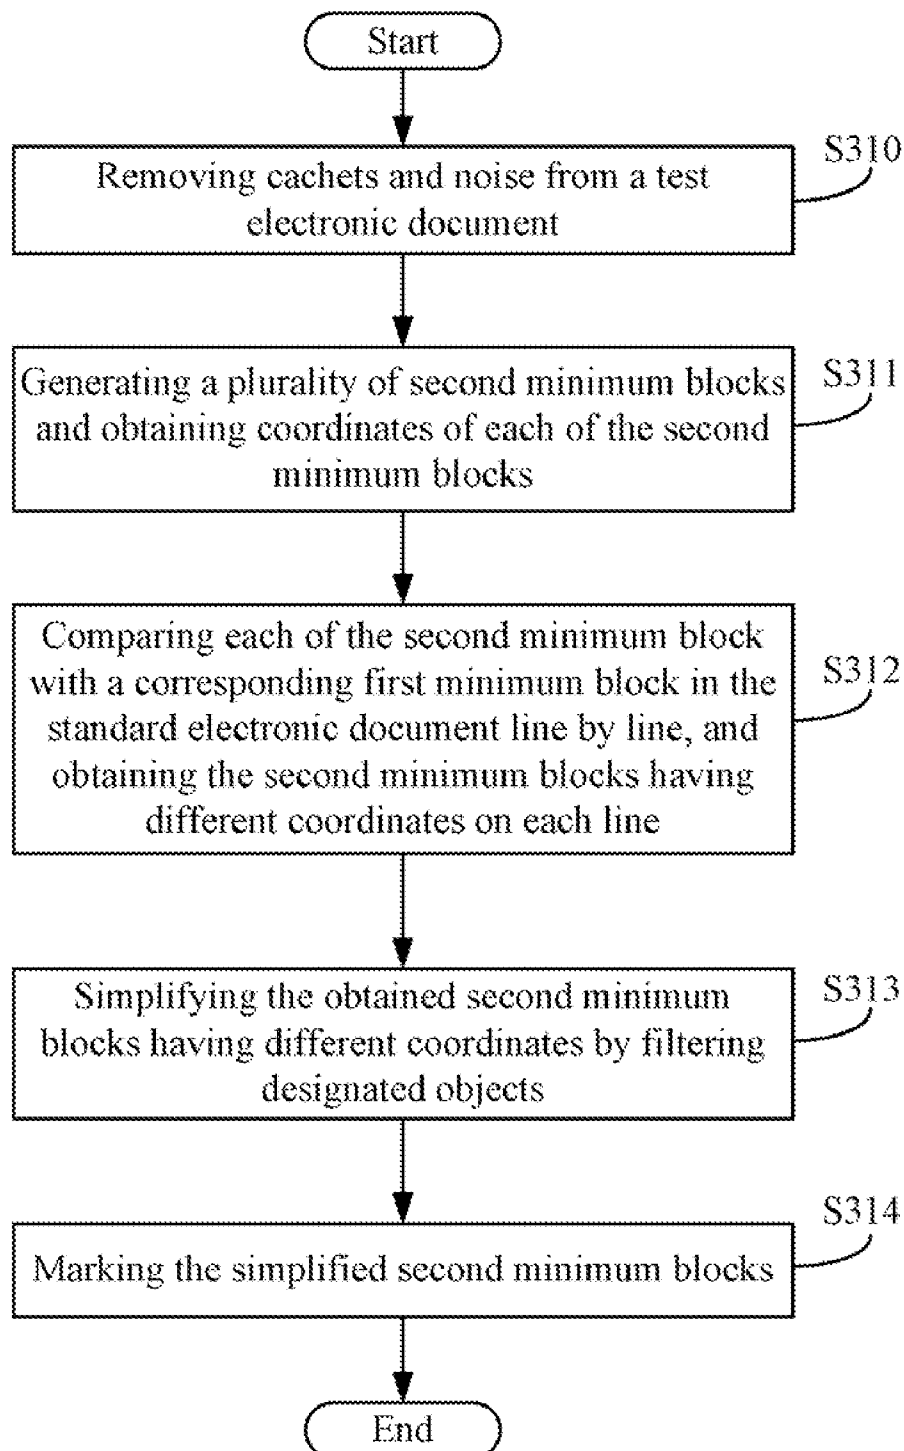 Start
S310
Removing cachets and noise from a test
electronic document
S311
Generating a plurality of second minimum blocks
and obtaining coordinates of each of the second
minimum blocks
S312
Comparing each of the second minimum block
with a corresponding first minimum block in the
standard electronic document line by line, and
obtaining the second minimum blocks having
different coordinates on each line
S313
Simplifying the obtained second minimum
blocks having different coordinates by filtering
designated objects
S314
Marking the simplified second minimum blocks
End